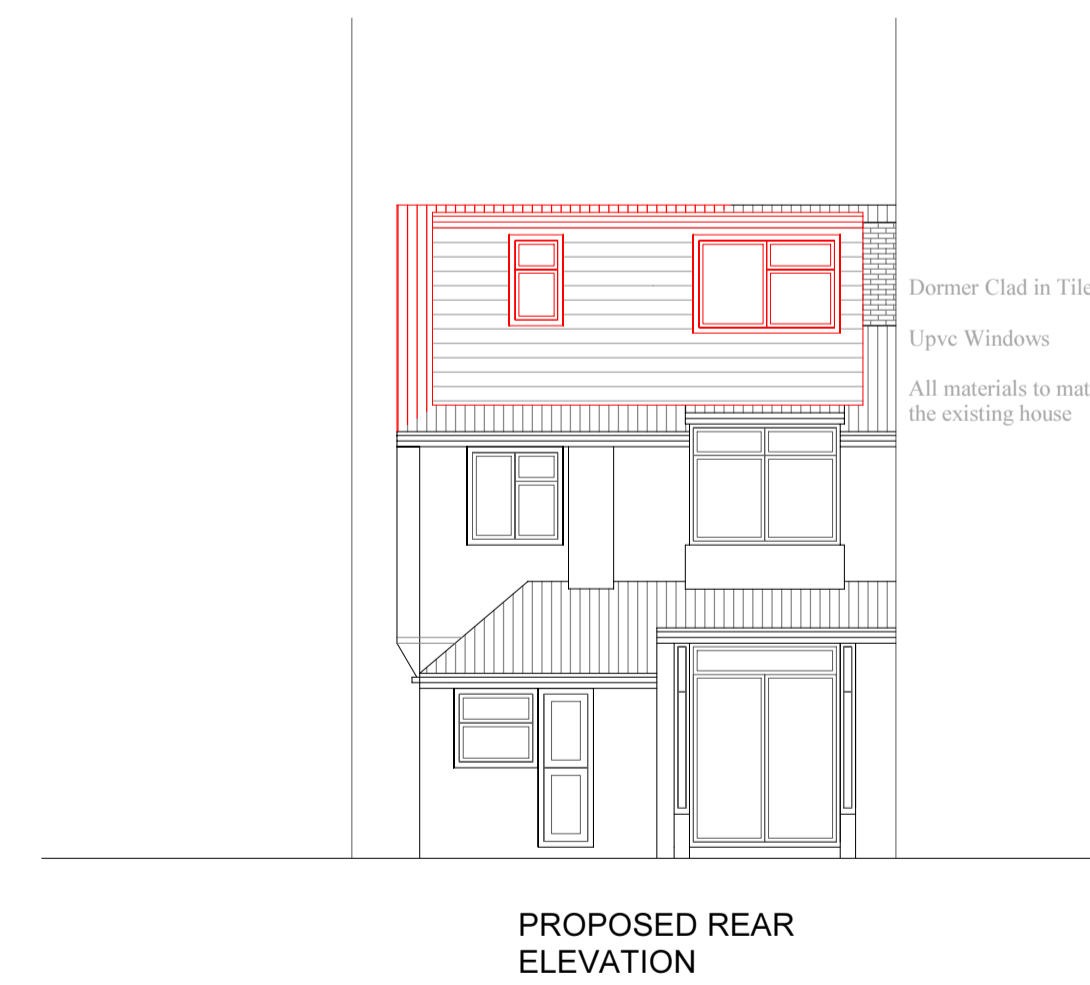 Dormer Clad in Tile
Upvc Windows
All materials to mat
the existing house
PROPOSED REAR
ELEVATION